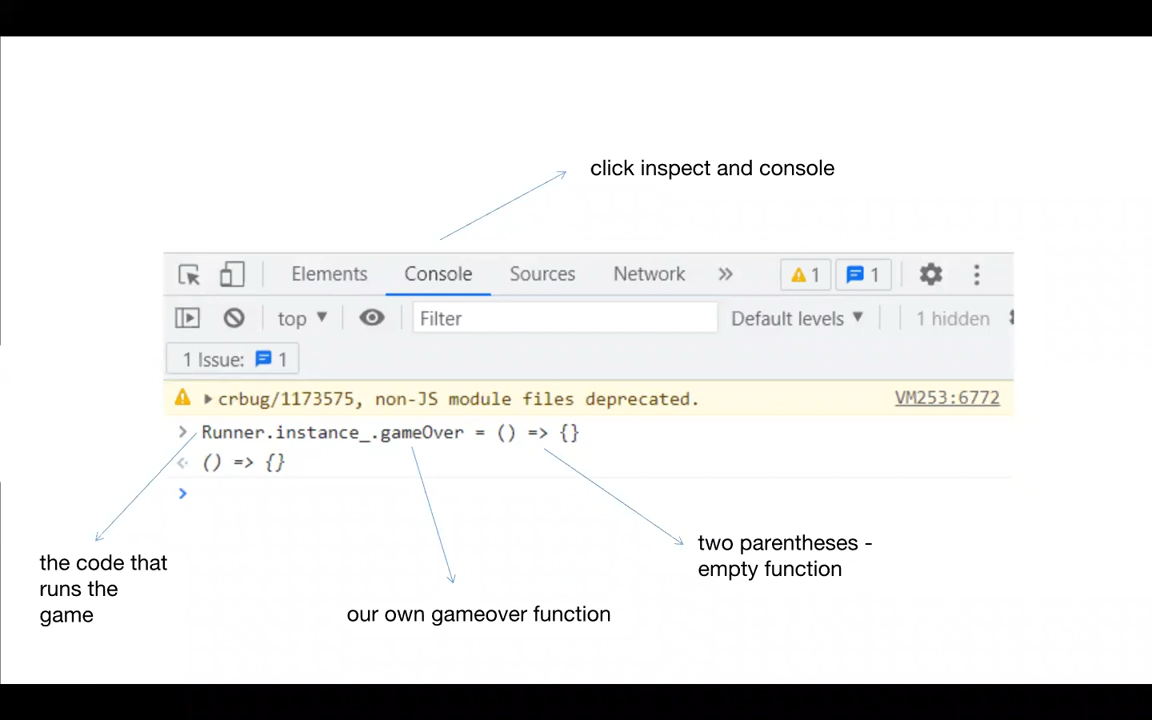 click inspect and console
Elements Console Sources Network » 1 1
top ▼ Filter Default levels ▼ 1 hidden
1 Issue: 1
crbug/1173575, non-JS module files deprecated. VM253:6772
> Runner.instance_.gameOver = () => {}
() => {}
>
two parentheses -
empty function
the code that
runs the
game
our own gameover function